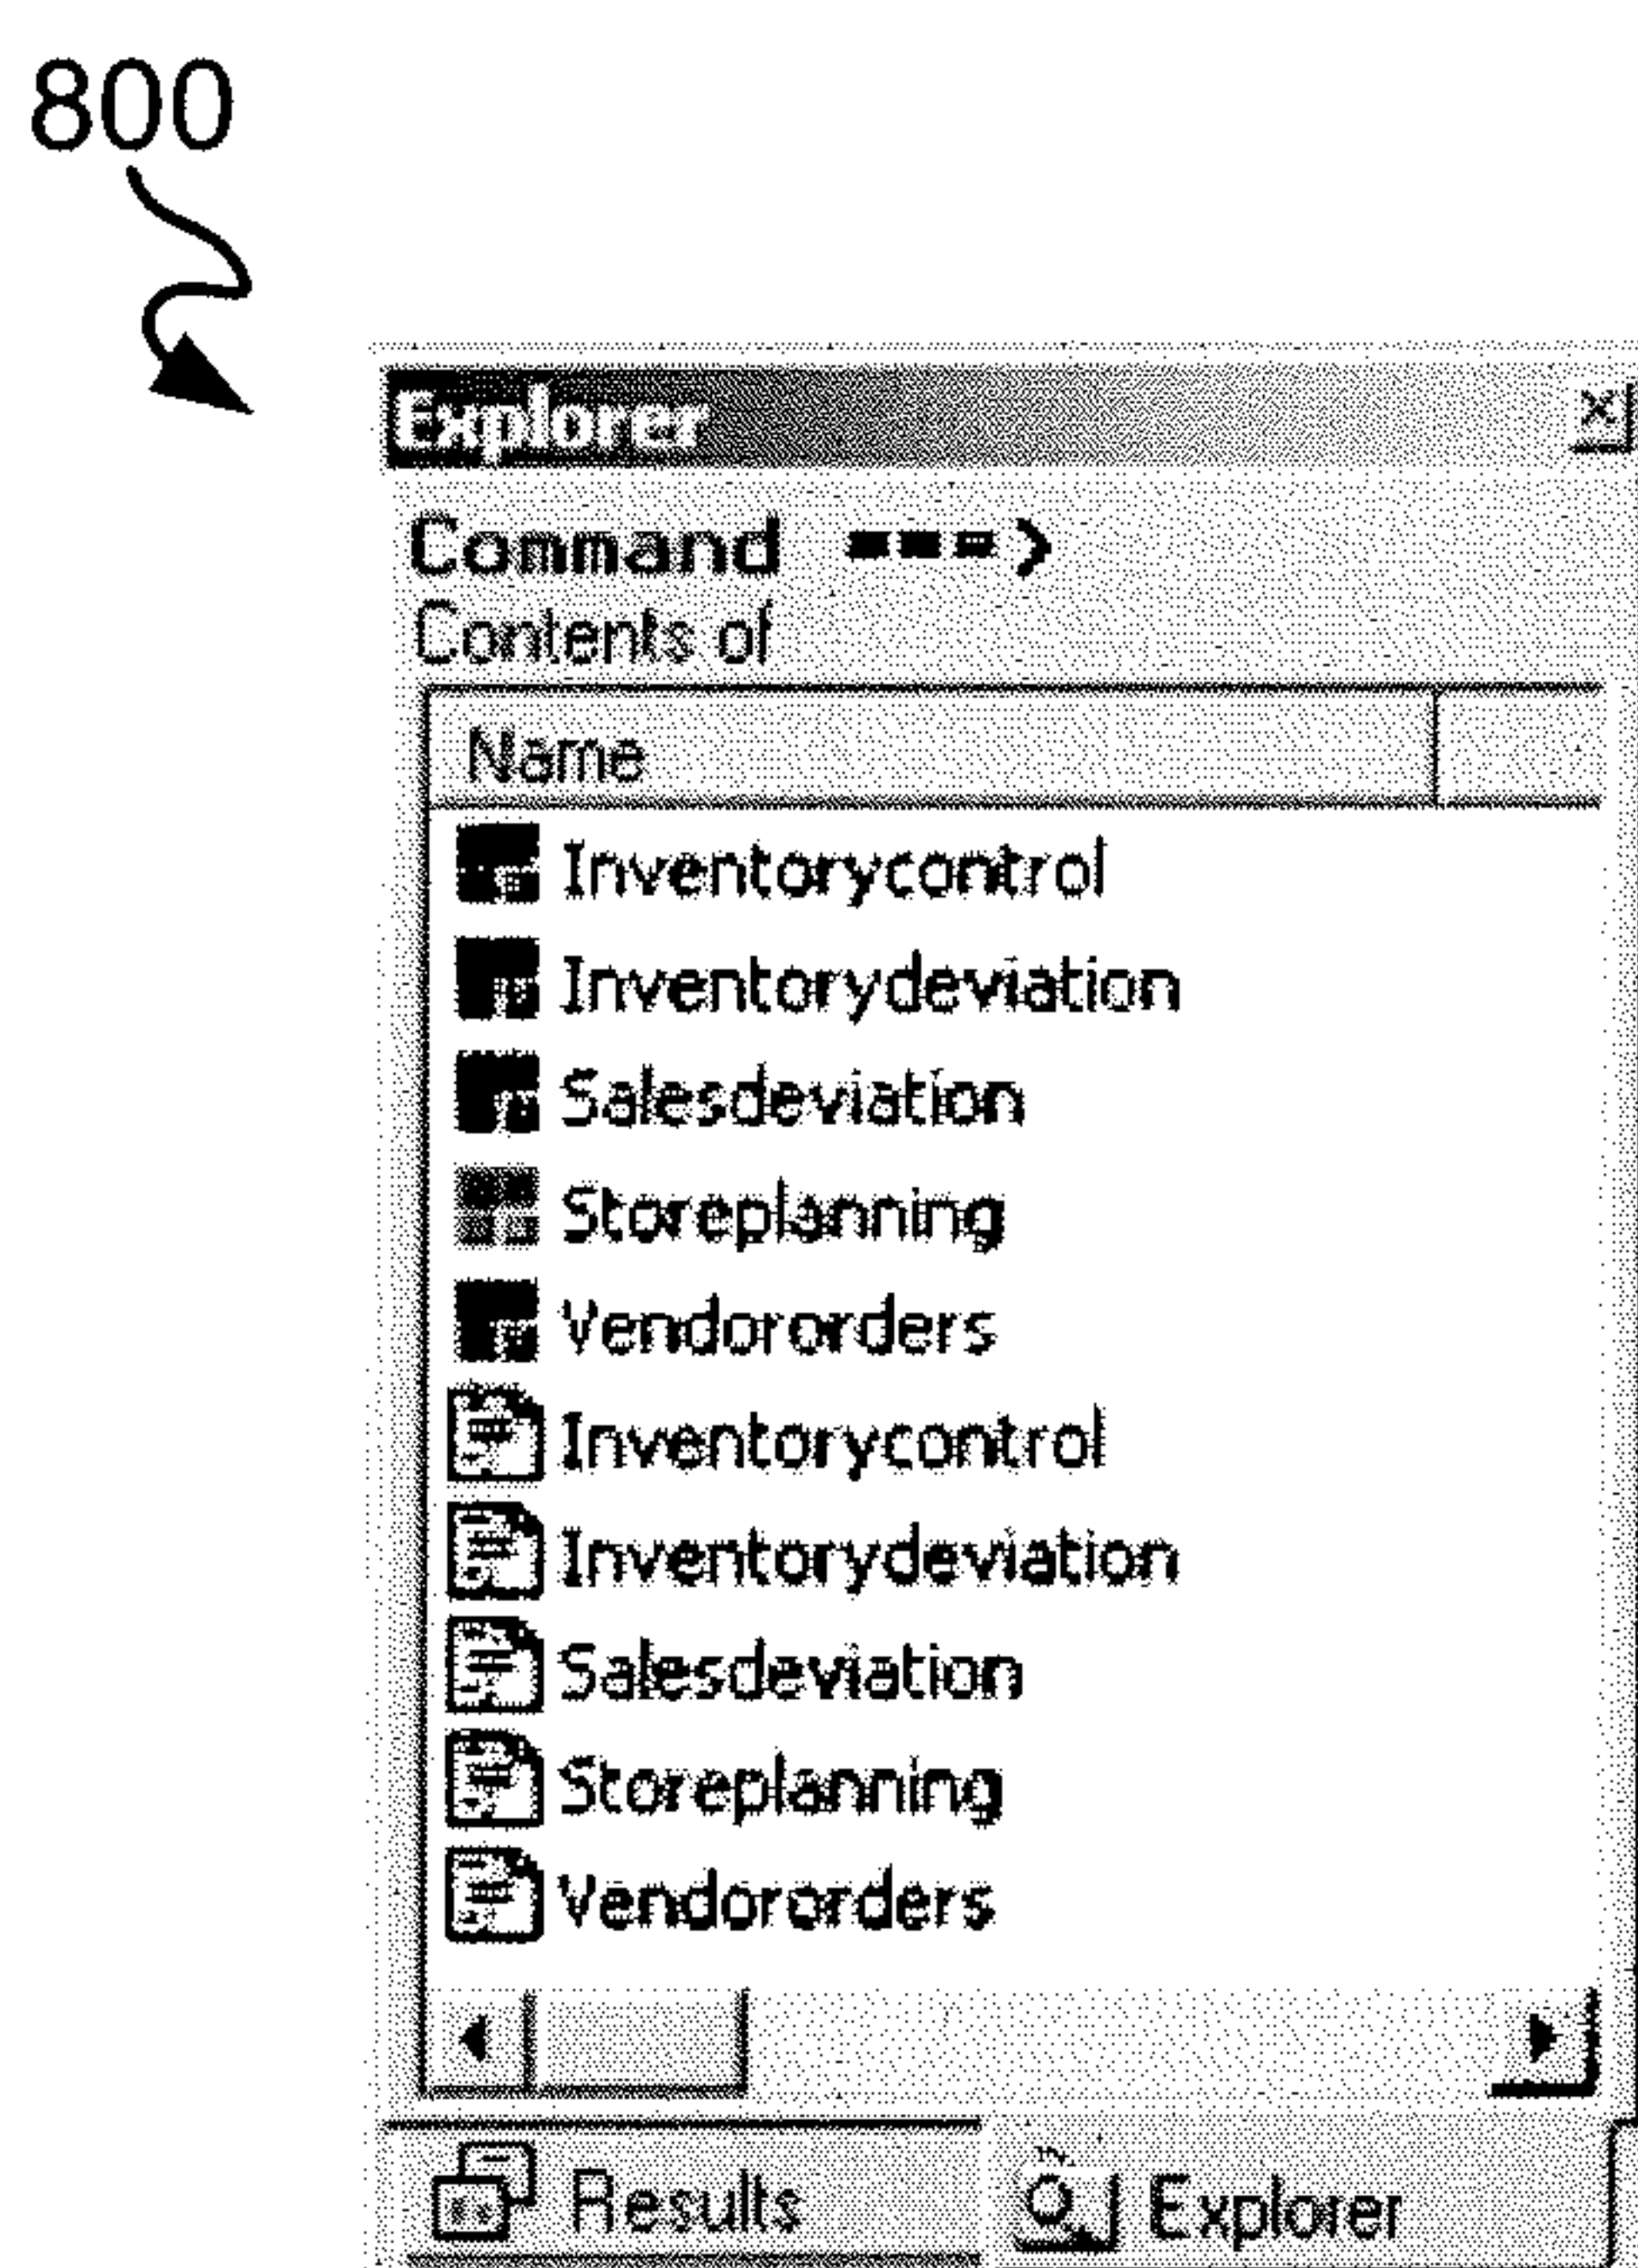 800
Explorer
Command ===>
Contents of
Name
Inventorycontrol
Inventorydeviation
Salesdeviation
Storeplanning
Vendororders
Inventorycontrol
Inventorydeviation
Salesdeviation
Storeplanning
Vendororders
Results Explorer